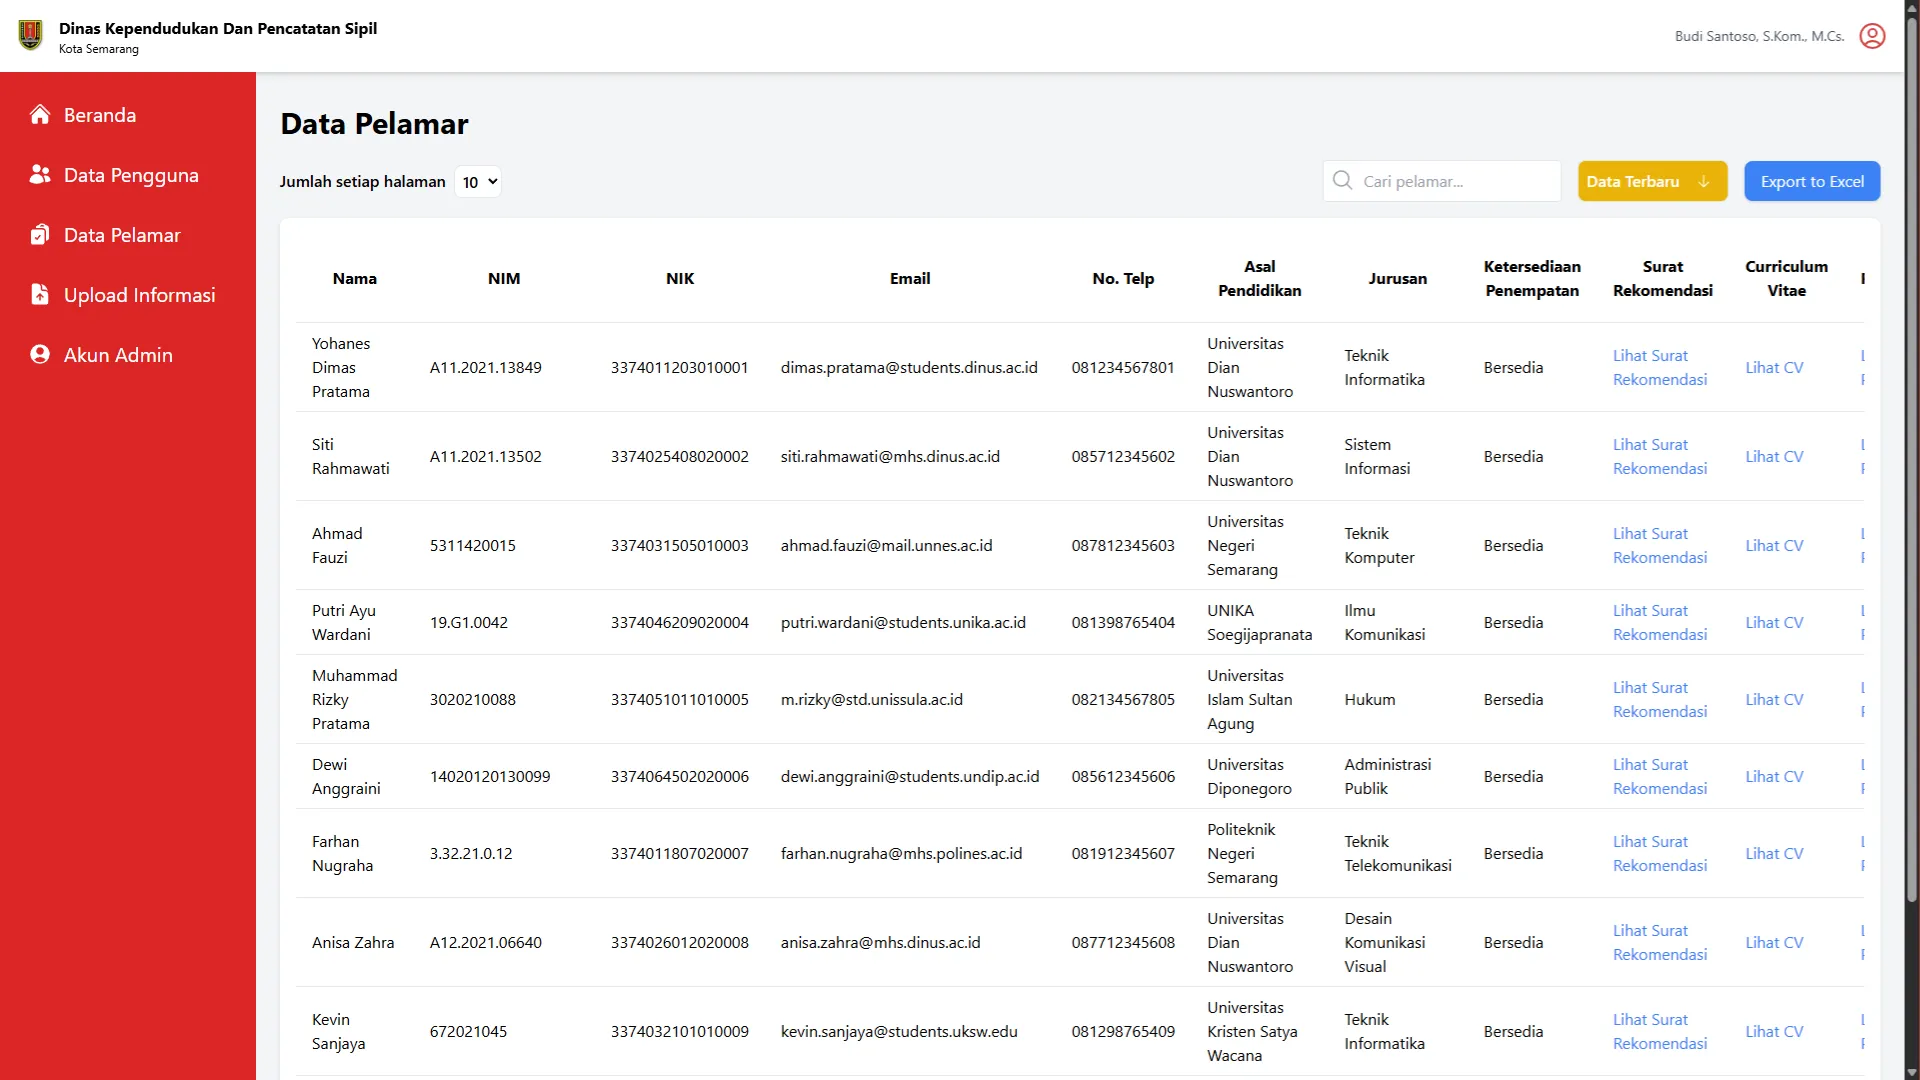 Dinas Kependudukan Dan Pencatatan Sipil
Kota Semarang
Budi Santoso, S.Kom., M.Cs.
Beranda
Data Pengguna
Data Pelamar
Upload Informasi
Akun Admin
Data Pelamar
Jumlah setiap halaman 10
Cari pelamar...
Data Terbaru
Export to Excel
Nama NIM NIK Email No. Telp Asal Pendidikan Jurusan Ketersediaan Penempatan Surat Rekomendasi Curriculum Vitae
Yohanes Dimas Pratama A11.2021.13849 3374011203010001 dimas.pratama@students.dinus.ac.id 081234567801 Universitas Dian Nuswantoro Teknik Informatika Bersedia Lihat Surat Rekomendasi Lihat CV
Siti Rahmawati A11.2021.13502 3374025408020002 siti.rahmawati@mhs.dinus.ac.id 085712345602 Universitas Dian Nuswantoro Sistem Informasi Bersedia Lihat Surat Rekomendasi Lihat CV
Ahmad Fauzi 5311420015 3374031505010003 ahmad.fauzi@mail.unnes.ac.id 087812345603 Universitas Negeri Semarang Teknik Komputer Bersedia Lihat Surat Rekomendasi Lihat CV
Putri Ayu Wardani 19.G1.0042 3374046209020004 putri.wardani@students.unika.ac.id 081398765404 UNIKA Soegijapranata Ilmu Komunikasi Bersedia Lihat Surat Rekomendasi Lihat CV
Muhammad Rizky Pratama 3020210088 3374051011010005 m.rizky@std.unissula.ac.id 082134567805 Universitas Islam Sultan Agung Hukum Bersedia Lihat Surat Rekomendasi Lihat CV
Dewi Anggraini 14020120130099 3374064502020006 dewi.anggraini@students.undip.ac.id 085612345606 Universitas Diponegoro Administrasi Publik Bersedia Lihat Surat Rekomendasi Lihat CV
Farhan Nugraha 3.32.21.0.12 3374011807020007 farhan.nugraha@mhs.polines.ac.id 081912345607 Politeknik Negeri Semarang Teknik Telekomunikasi Bersedia Lihat Surat Rekomendasi Lihat CV
Anisa Zahra A12.2021.06640 3374026012020008 anisa.zahra@mhs.dinus.ac.id 087712345608 Universitas Dian Nuswantoro Desain Komunikasi Visual Bersedia Lihat Surat Rekomendasi Lihat CV
Kevin Sanjaya 672021045 3374032101010009 kevin.sanjaya@students.uksw.edu 081298765409 Universitas Kristen Satya Wacana Teknik Informatika Bersedia Lihat Surat Rekomendasi Lihat CV